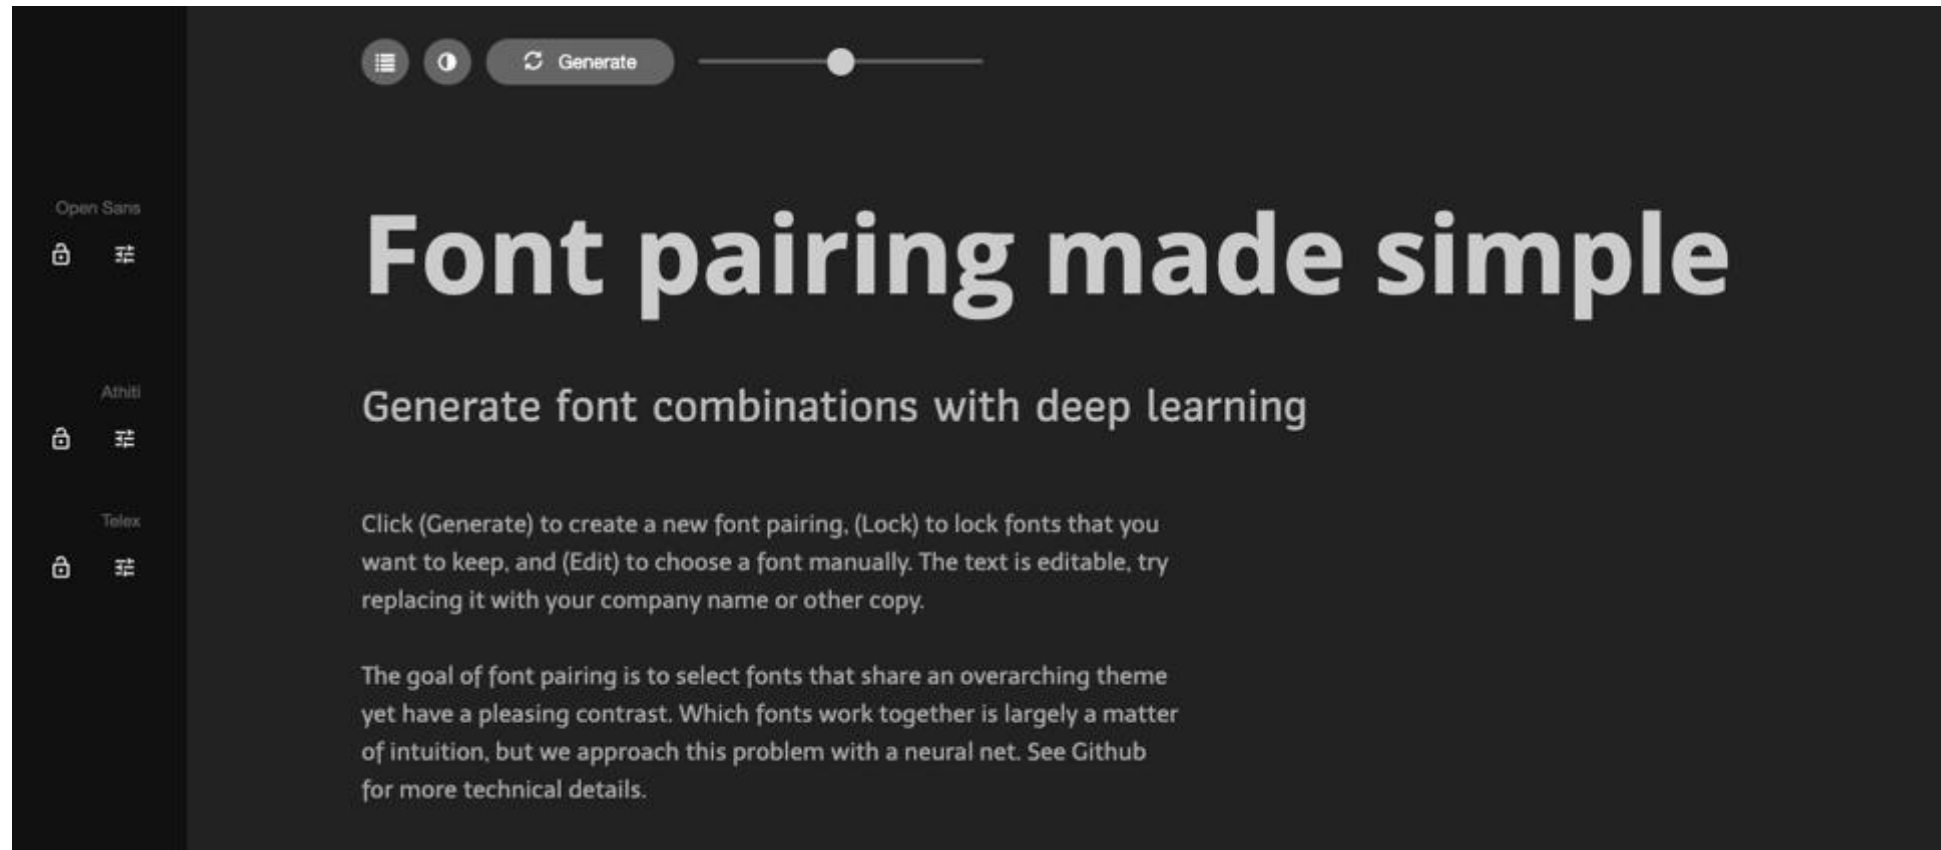 Generate
Open Sans
Font pairing made simple
Athiti
Generate font combinations with deep learning
Telex
Click (Generate) to create a new font pairing, (Lock) to lock fonts that you
want to keep, and (Edit) to choose a font manually. The text is editable, try
replacing it with your company name or other copy.
The goal of font pairing is to select fonts that share an overarching theme
yet have a pleasing contrast. Which fonts work together is largely a matter
of intuition, but we approach this problem with a neural net. See Github
for more technical details.